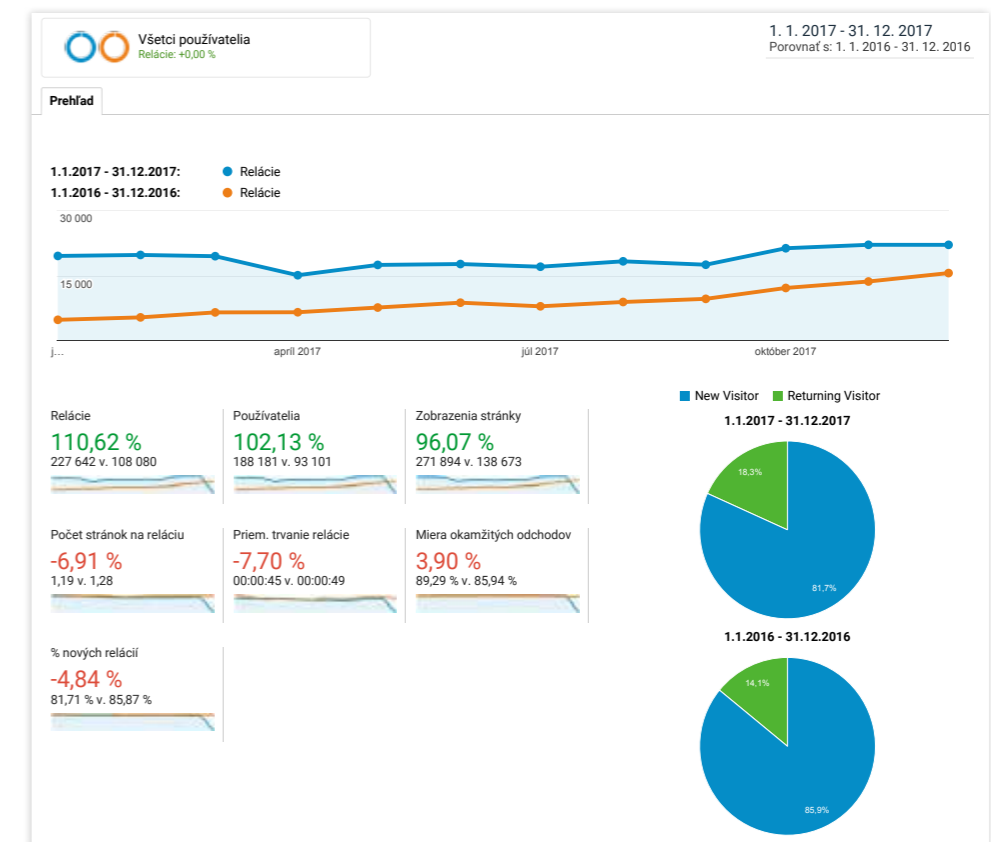 Všetci používatelia
Relácie: +0,00 %
1. 1. 2017 - 31. 12. 2017
Porovnať s: 1. 1. 2016 - 31. 12. 2016
Prehľad
1.1.2017 - 31.12.2017: Relácie
1.1.2016 - 31.12.2016: Relácie
30 000
15 000
j… apríl 2017 júl 2017 október 2017
New Visitor Returning Visitor
1.1.2017 - 31.12.2017
18,3%
81,7%
Relácie
110,62 %
227 642 v. 108 080
Používatelia
102,13 %
188 181 v. 93 101
Zobrazenia stránky
96,07 %
271 894 v. 138 673
Počet stránok na reláciu
-6,91 %
1,19 v. 1,28
Priem. trvanie relácie
-7,70 %
00:00:45 v. 00:00:49
Miera okamžitých odchodov
3,90 %
89,29 % v. 85,94 %
% nových relácií
-4,84 %
81,71 % v. 85,87 %
1.1.2016 - 31.12.2016
14,1%
85,9%